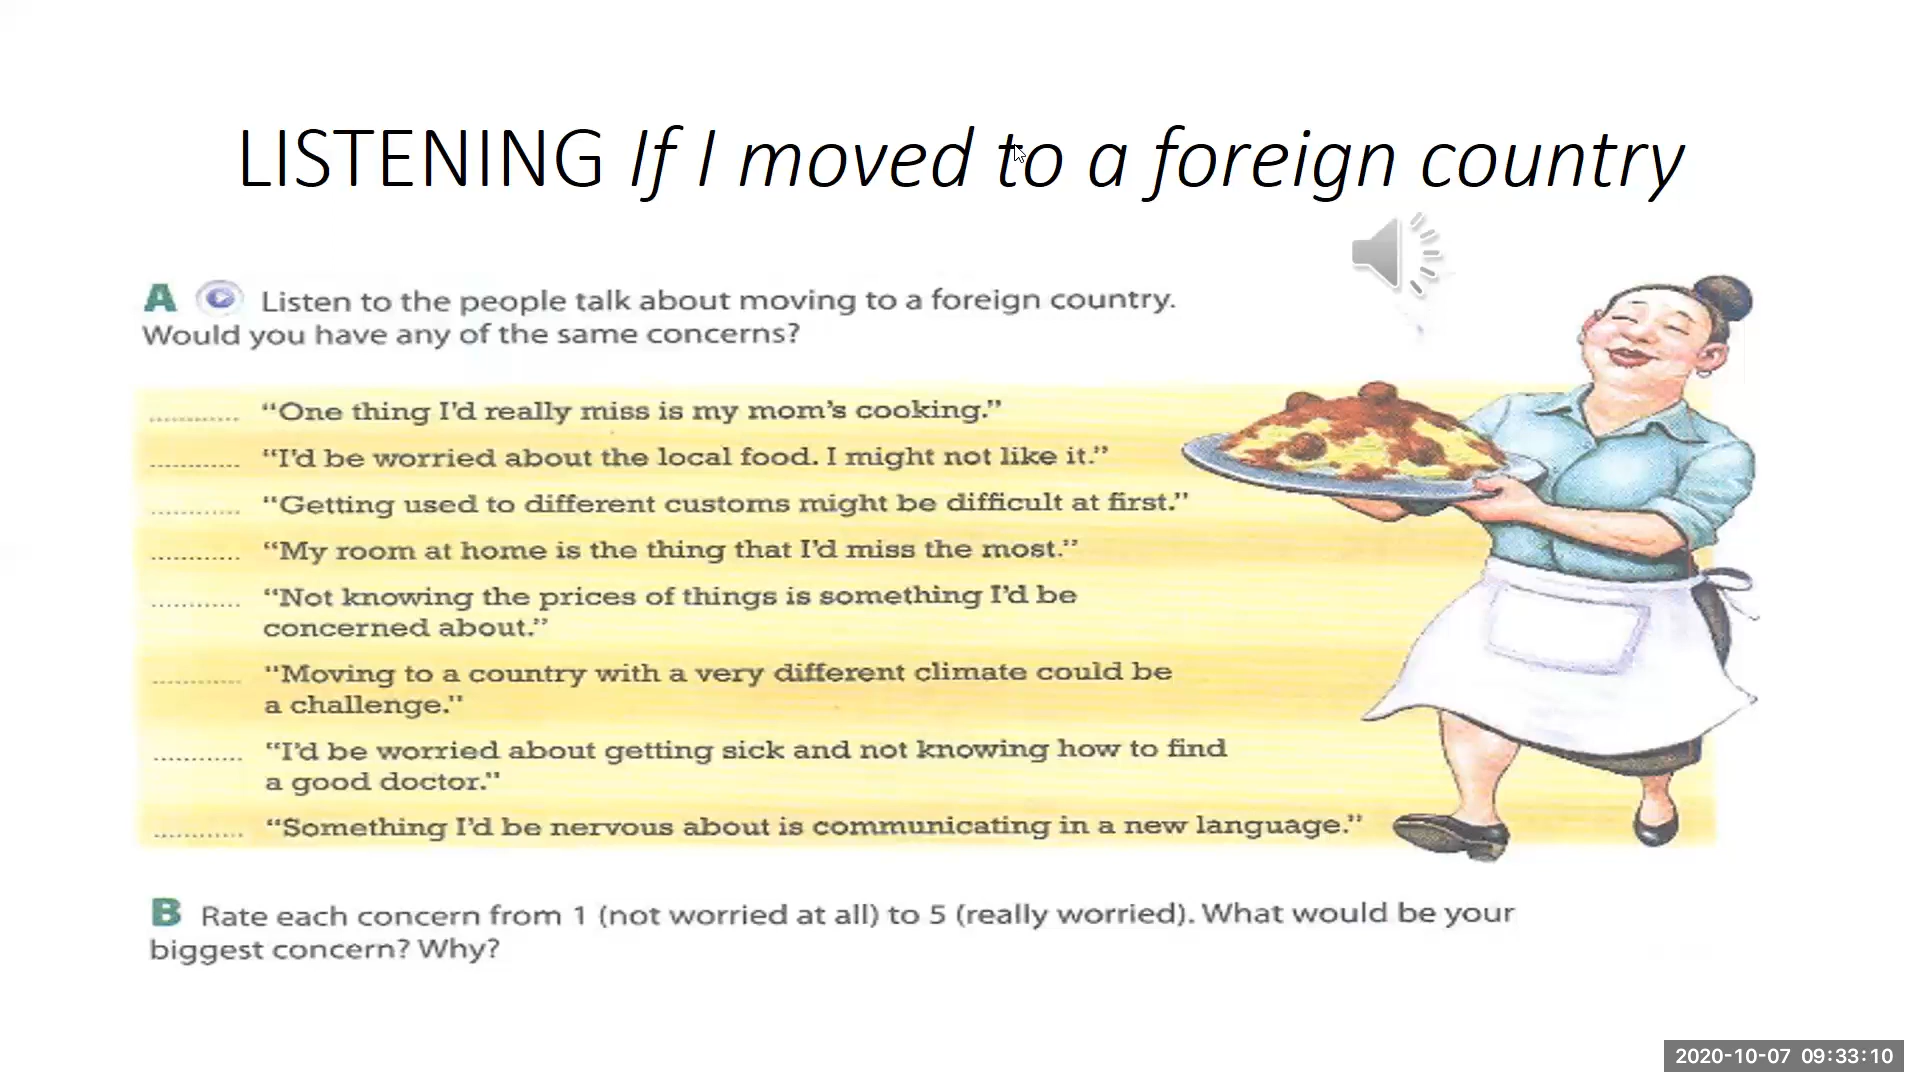 LISTENING If I moved to a foreign country
A Listen to the people talk about moving to a foreign country.
Would you have any of the same concerns?
............ “One thing I’d really miss is my mom’s cooking.”
............ “I’d be worried about the local food. I might not like it.”
............ “Getting used to different customs might be difficult at first.”
............ “My room at home is the thing that I’d miss the most.”
............ “Not knowing the prices of things is something I’d be
concerned about.”
............ “Moving to a country with a very different climate could be
a challenge.”
............ “I’d be worried about getting sick and not knowing how to find
a good doctor.”
............ “Something I’d be nervous about is communicating in a new language.”
B Rate each concern from 1 (not worried at all) to 5 (really worried). What would be your
biggest concern? Why?
2020-10-07 09:33:10